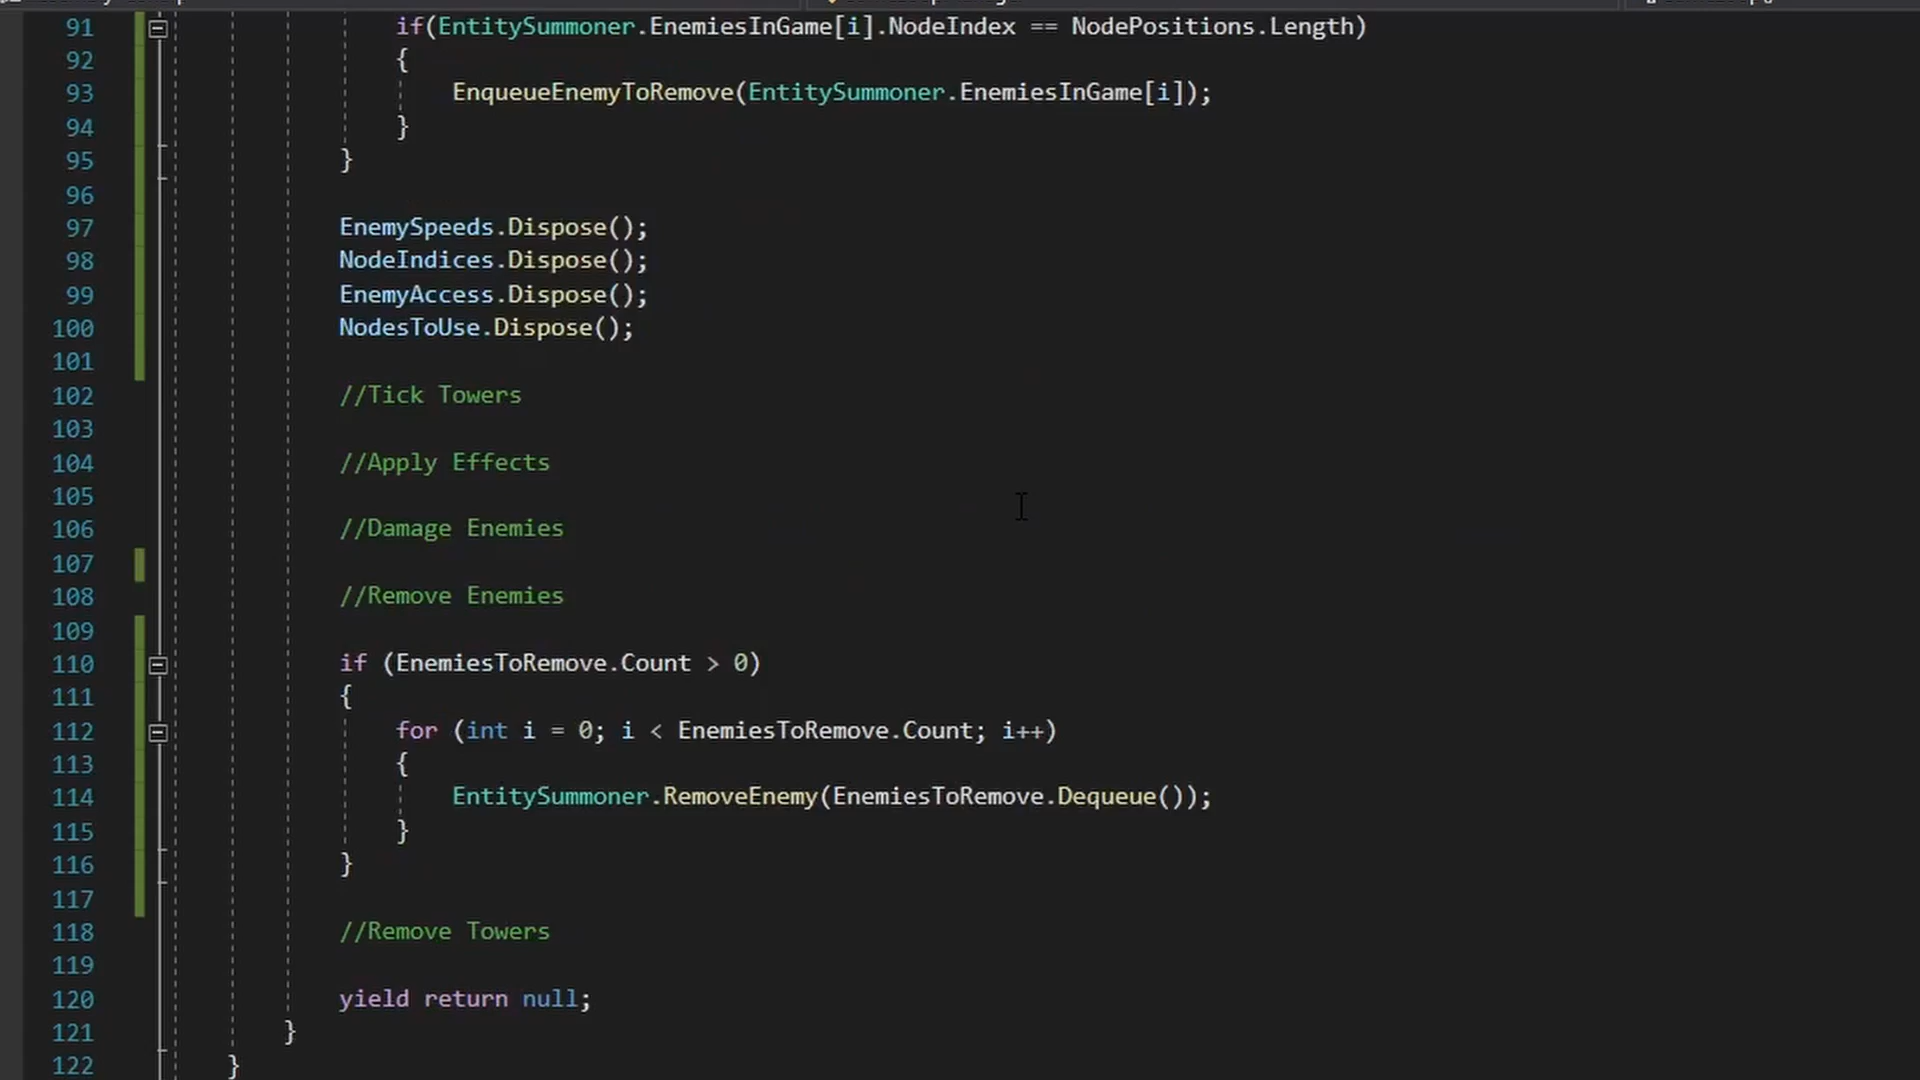 91 if(EntitySummoner.EnemiesInGame[i].NodeIndex == NodePositions.Length)
92 {
93 EnqueueEnemyToRemove(EntitySummoner.EnemiesInGame[i]);
94 }
95 }
96
97 EnemySpeeds.Dispose();
98 NodeIndices.Dispose();
99 EnemyAccess.Dispose();
100 NodesToUse.Dispose();
101
102 //Tick Towers
103
104 //Apply Effects
105
106 //Damage Enemies
107
108 //Remove Enemies
109
110 if (EnemiesToRemove.Count > 0)
111 {
112 for (int i = 0; i < EnemiesToRemove.Count; i++)
113 {
114 EntitySummoner.RemoveEnemy(EnemiesToRemove.Dequeue());
115 }
116 }
117
118 //Remove Towers
119
120 yield return null;
121 }
122 }